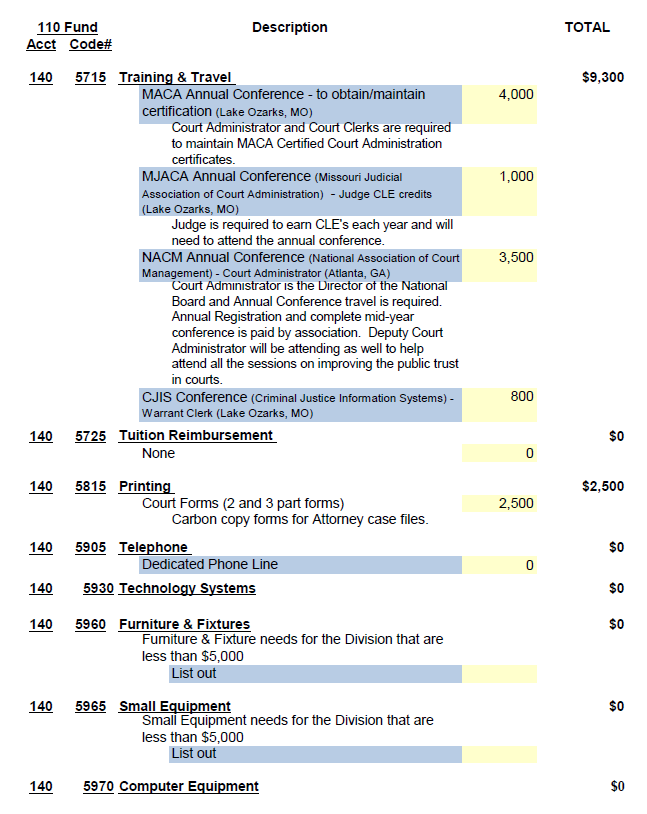 110 Fund Description TOTAL
Acct Code#
140 5715 Training & Travel $9,300
MACA Annual Conference - to obtain/maintain 4,000
certification (Lake Ozarks, MO)
Court Administrator and Court Clerks are required
to maintain MACA Certified Court Administration
certificates.
MJACA Annual Conference (Missouri Judicial 1,000
Association of Court Administration) - Judge CLE credits
(Lake Ozarks, MO)
Judge is required to earn CLE's each year and will
need to attend the annual conference.
NACM Annual Conference (National Association of Court 3,500
Management) - Court Administrator (Atlanta, GA)
Court Administrator is the Director of the National
Board and Annual Conference travel is required.
Annual Registration and complete mid-year
conference is paid by association. Deputy Court
Administrator will be attending as well to help
attend all the sessions on improving the public trust
in courts.
CJIS Conference (Criminal Justice Information Systems) - 800
Warrant Clerk (Lake Ozarks, MO)
140 5725 Tuition Reimbursement $0
None 0
140 5815 Printing $2,500
Court Forms (2 and 3 part forms) 2,500
Carbon copy forms for Attorney case files.
140 5905 Telephone $0
Dedicated Phone Line 0
140 5930 Technology Systems $0
140 5960 Furniture & Fixtures $0
Furniture & Fixture needs for the Division that are
less than $5,000
List out
140 5965 Small Equipment $0
Small Equipment needs for the Division that are
less than $5,000
List out
140 5970 Computer Equipment $0